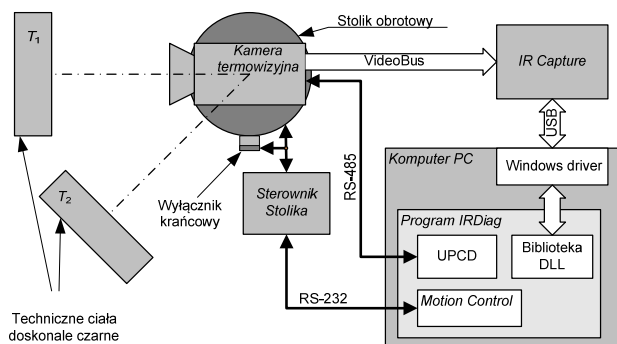 T1
Stolik obrotowy
Kamera
termowizyjna
VideoBus
IR Capture
USB
Komputer PC
Windows driver
T2
Wyłącznik
krańcowy
Sterownik
Stolika
RS-485
Program IRDiag
UPCD
Biblioteka
DLL
RS-232
Motion Control
Techniczne ciała
doskonale czarne